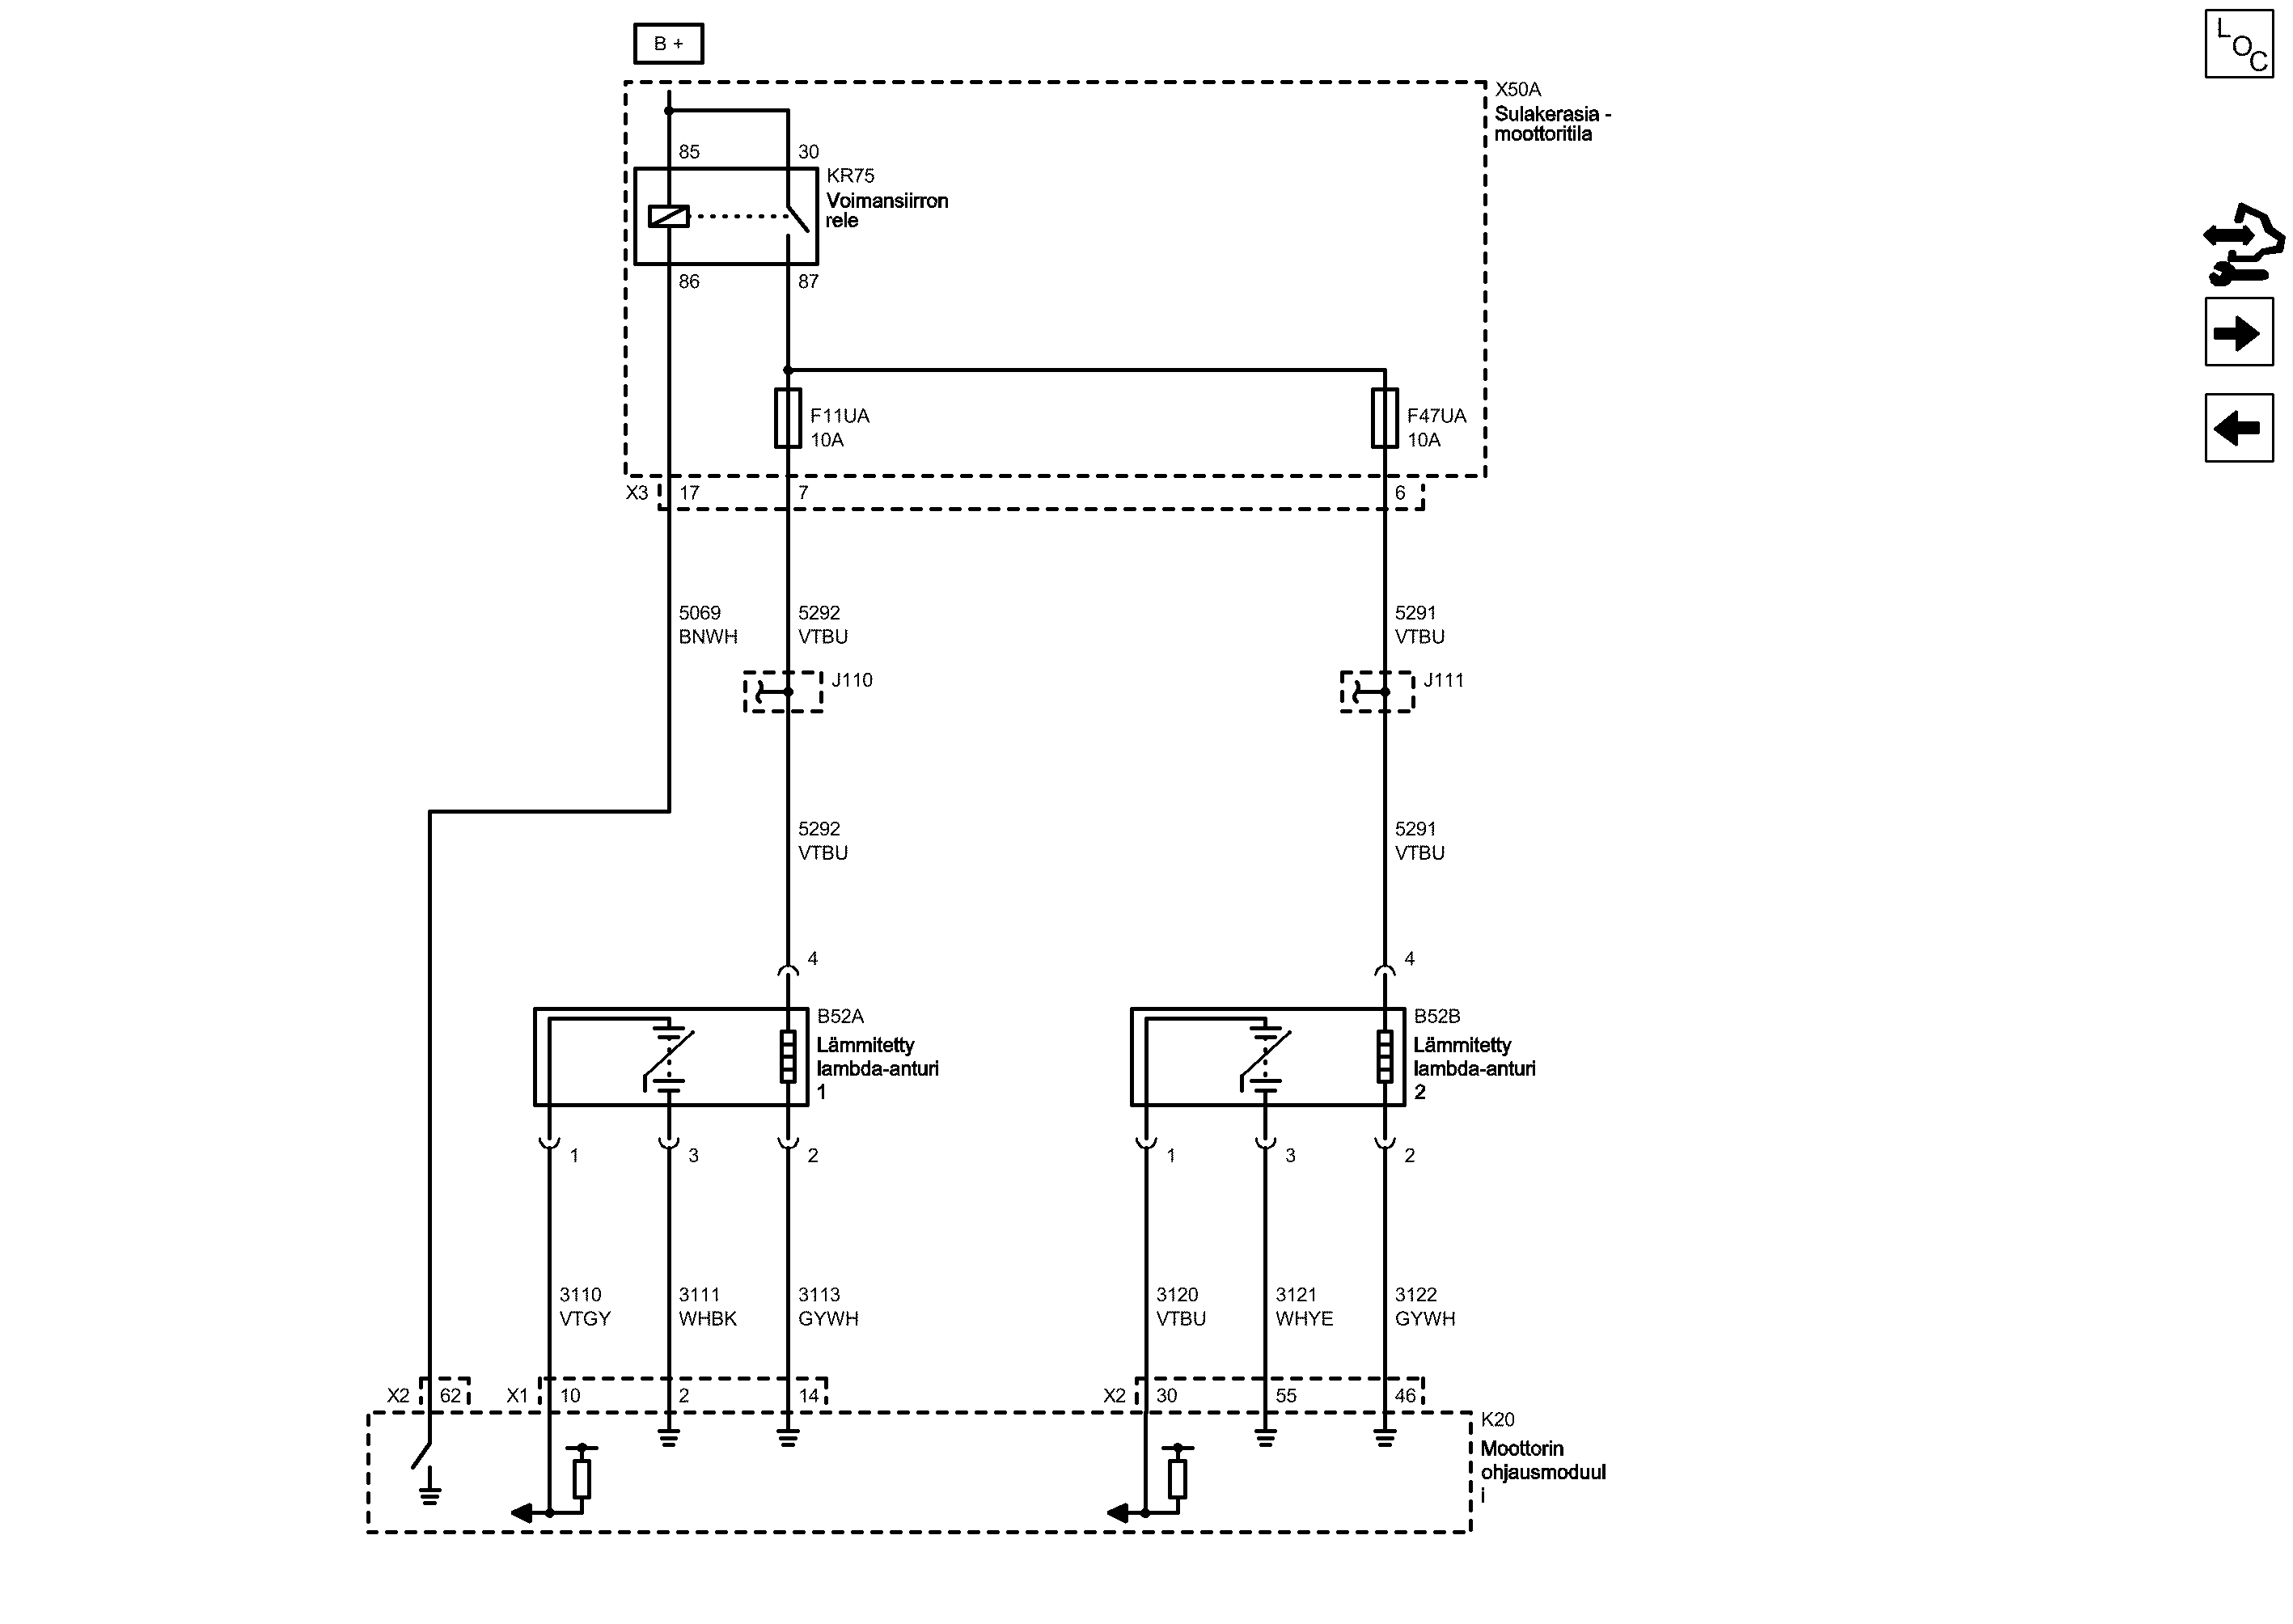 B +
L
O
C
X50A
Sulakerasia -
moottoritila
85
30
KR75
Voimansiirron
rele
86
87
F11UA
10A
F47UA
10A
X3
17
7
6
5069
BNWH
5292
VTBU
5291
VTBU
J110
J111
5292
VTBU
5291
VTBU
4
4
B52A
Lämmitetty
lambda-anturi
1
B52B
Lämmitetty
lambda-anturi
2
1
3
2
1
3
2
3110
VTGY
3111
WHBK
3113
GYWH
3120
VTBU
3121
WHYE
3122
GYWH
X2
62
X1
10
2
14
X2
30
55
46
K20
Moottorin
ohjausmoduul
i